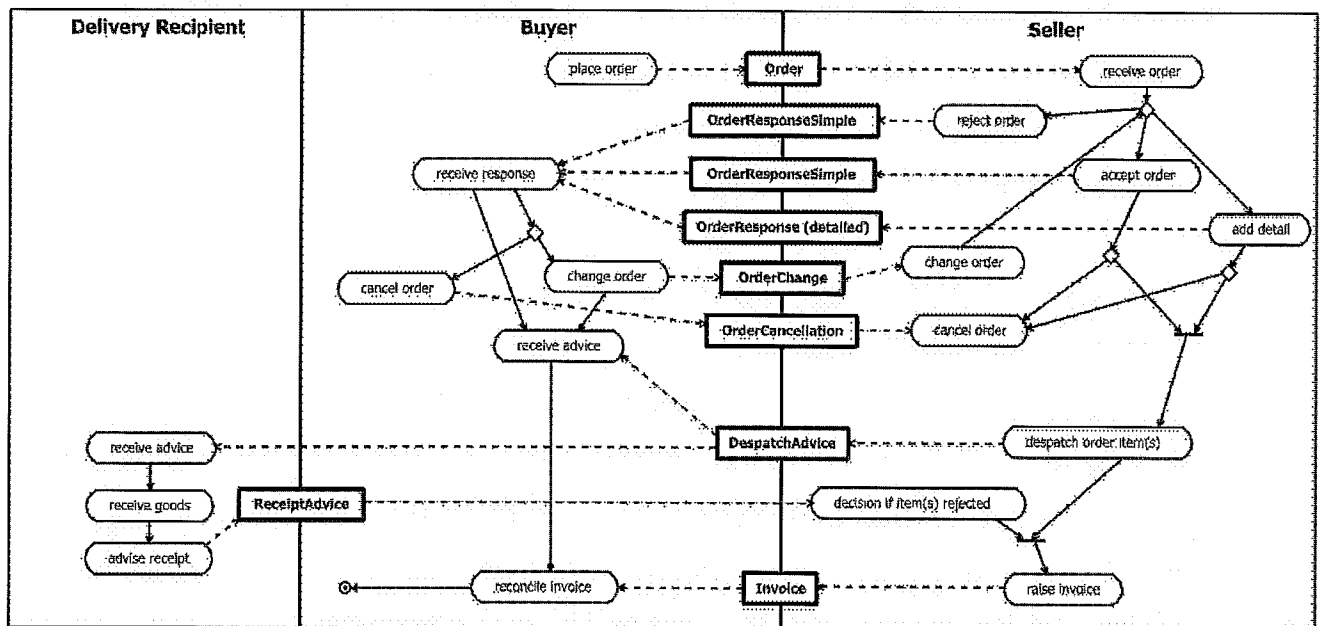 Delivery Recipient
Buyer
Seller
place order
Order
receive order
OrderResponseSimple
reject order
receive response
OrderResponseSimple
accept order
OrderResponse (detailed)
add detail
cancel order
change order
OrderChange
change order
receive advice
OrderCancellation
cancel order
receive advice
DespatchAdvice
despatch order item(s)
receive goods
ReceiptAdvice
decision if item(s) rejected
advise receipt
reconcile invoice
Invoice
raise invoice